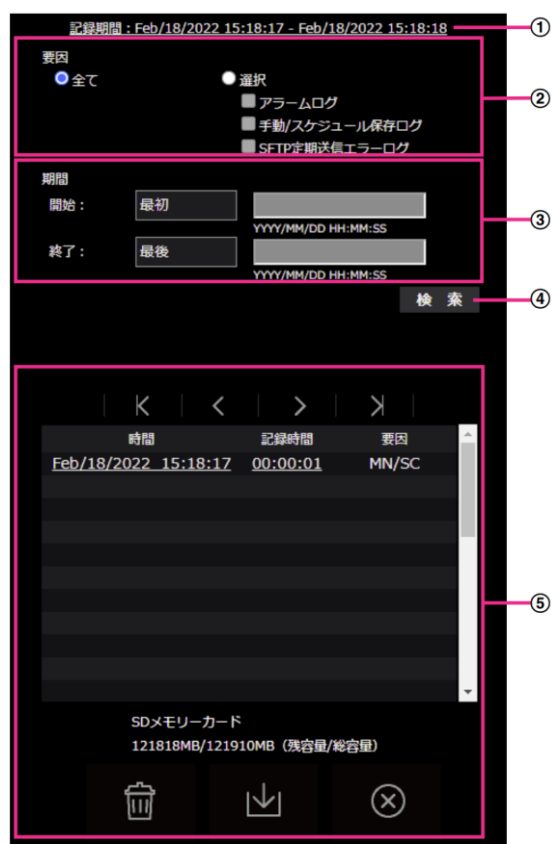 記録期間 : Feb/18/2022 15:18:17 - Feb/18/2022 15:18:18 ①
要因
全て 選択 ②
アラームログ
手動/スケジュール保存ログ
SFTP定期送信エラーログ
期間
開始 : 最初 ③
YYYY/MM/DD HH:MM:SS
終了 : 最後
YYYY/MM/DD HH:MM:SS
検 索 ④
時間 記録時間 要因
Feb/18/2022 15:18:17 00:00:01 MN/SC
⑤
SDメモリーカード
121818MB/121910MB (残容量/総容量)